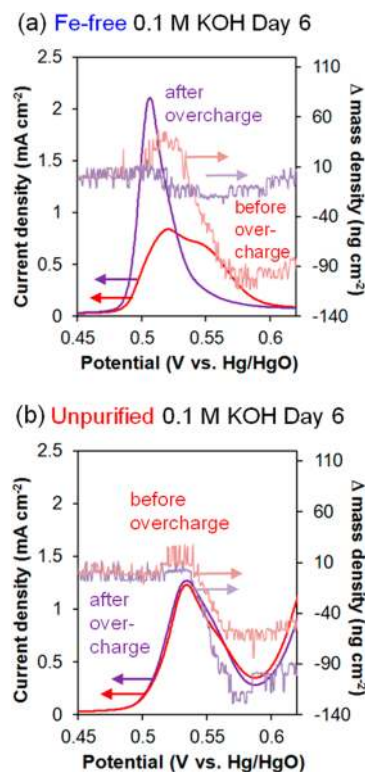 (a) Fe-free 0.1 M KOH Day 6
Current density (mA cm-2)
2.5
2
1.5
1
0.5
0
after
overcharge
before
over-
charge
110
60
10
-40
-90
-140
Δ mass density (ng cm-2)
0.45 0.5 0.55 0.6
Potential (V vs. Hg/HgO)
(b) Unpurified 0.1 M KOH Day 6
Current density (mA cm-2)
2.5
2
1.5
1
0.5
0
before
overcharge
after
over-
charge
110
60
10
-40
-90
-140
Δ mass density (ng cm-2)
0.45 0.5 0.55 0.6
Potential (V vs. Hg/HgO)